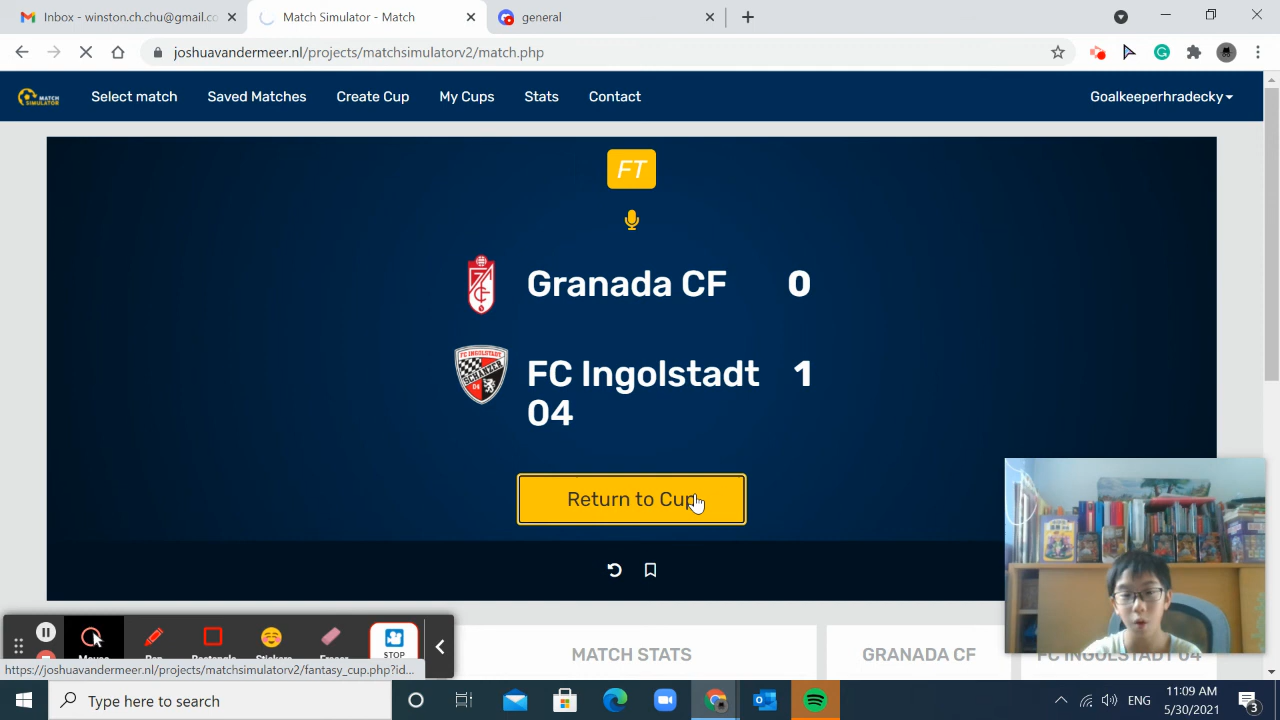 Inbox - winston.ch.chu@gmail.co
Match Simulator - Match
general
joshuavandermeer.nl/projects/matchsimulatorv2/match.php
MATCH SIMULATOR
Select match
Saved Matches
Create Cup
My Cups
Stats
Contact
Goalkeeperhradecky
FT
Granada CF 0
FC Ingolstadt 1
04
Return to Cup
STOP
MATCH STATS
GRANADA CF
FC INGOLSTADT 04
https://joshuavandermeer.nl/projects/matchsimulatorv2/fantasy_cup.php?id...
Type here to search
ENG
11:09 AM
5/30/2021
3